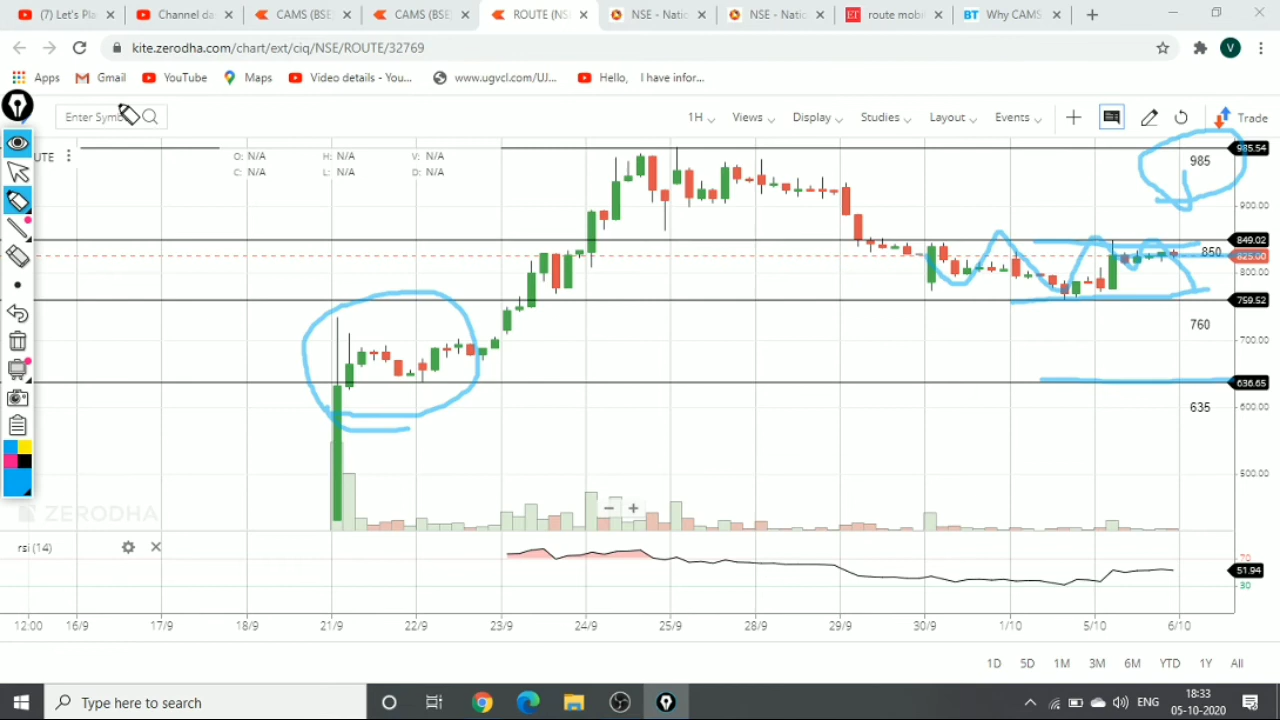 (7) Let's Pla
Channel da
CAMS (BSE)
CAMS (BSE)
ROUTE (NS
NSE - Natio
NSE - Natio
route mobil
Why CAMS
kite.zerodha.com/chart/ext/ciq/NSE/ROUTE/32769
V
Apps
Gmail
YouTube
Maps
Video details - You...
www.ugvcl.com/UJ...
Hello, I have infor...
Enter Symb
1H
Views
Display
Studies
Layout
Events
Trade
UTE
O: N/A H: N/A V: N/A
C: N/A L: N/A D: N/A
985.54
985
900.00
849.02
850
825.00
800.00
759.52
760
700.00
636.65
635
600.00
500.00
ZERODHA
rsi (14)
70
51.94
30
12:00 16/9 17/9 18/9 21/9 22/9 23/9 24/9 25/9 28/9 29/9 30/9 1/10 5/10 6/10
1D 5D 1M 3M 6M YTD 1Y All
Type here to search
ENG
18:33
05-10-2020